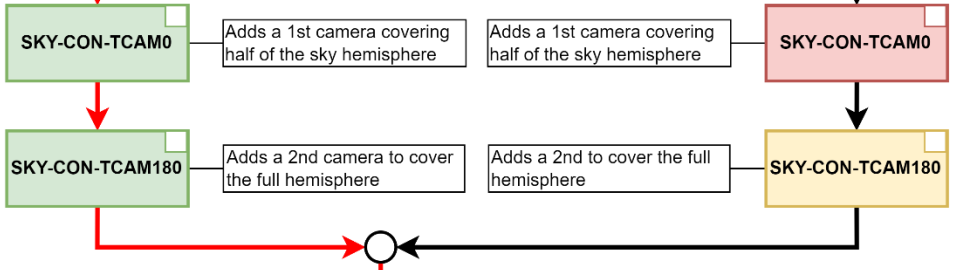 SKY-CON-TCAM0
Adds a 1st camera covering
half of the sky hemisphere
Adds a 1st camera covering
half of the sky hemisphere
SKY-CON-TCAM0
SKY-CON-TCAM180
Adds a 2nd camera to cover
the full hemisphere
Adds a 2nd to cover the full
hemisphere
SKY-CON-TCAM180